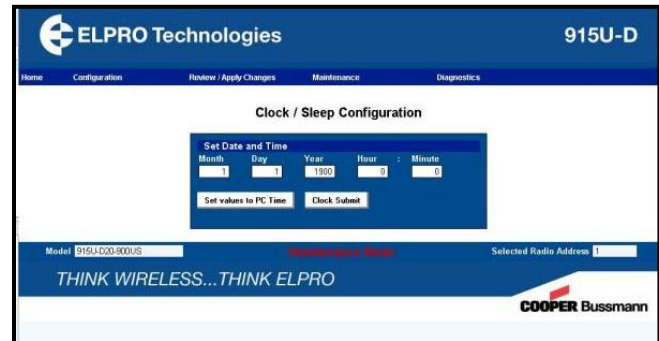 ELPRO Technologies 915U-D
Home Configuration Review / Apply Changes Maintenance Diagnostics
Clock / Sleep Configuration
Set Date and Time
Month Day Year Hour : Minute
1 1 1900 0 0
Set values to PC Time Clock Submit
Model 915U-D20-900US Maintenance Mode Selected Radio Address 1
THINK WIRELESS...THINK ELPRO
COOPER Bussmann